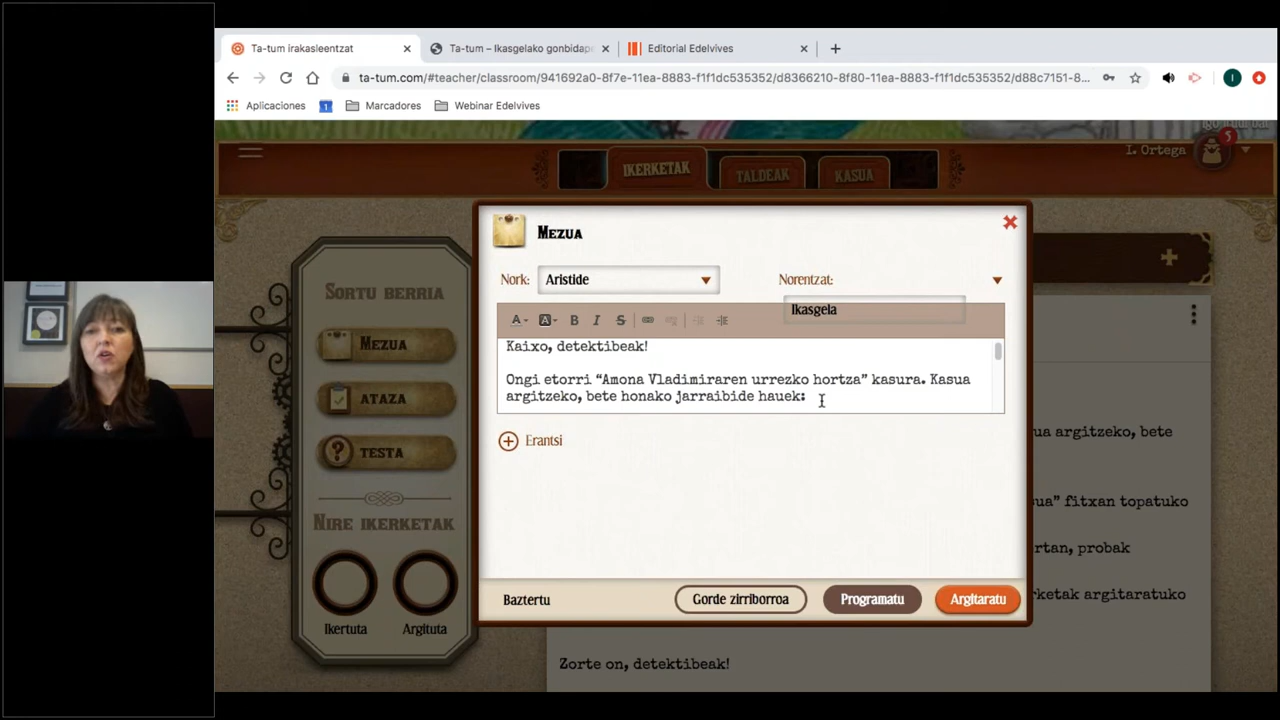 Ta-tum irakasleentzat
Ta-tum – Ikasgelako gonbidape
Editorial Edelvives
ta-tum.com/#teacher/classroom/941692a0-8f7e-11ea-8883-f1f1dc535352/d8366210-8f80-11ea-8883-f1f1dc535352/d88c7151-8...
Aplicaciones
1
Marcadores
Webinar Edelvives
I. Ortega
5
IKERKETAK
TALDEAK
KASUA
MEZUA
Nork:
Aristide
Norentzat:
Ikasgela
A
A
B
I
S
Kaixo, detektibeak!
Ongi etorri “Amona Vladimiraren urrezko hortza” kasura. Kasua
argitzeko, bete honako jarraibide hauek:
Erantsi
Baztertu
Gorde zirriborroa
Programatu
Argitaratu
SORTU BERRIA
MEZUA
ATAZA
TESTA
NIRE IKERKETAK
Ikertuta
Argituta
ua argitzeko, bete
ua” fitxan topatuko
rtan, probak
rketak argitaratuko
Zorte on, detektibeak!